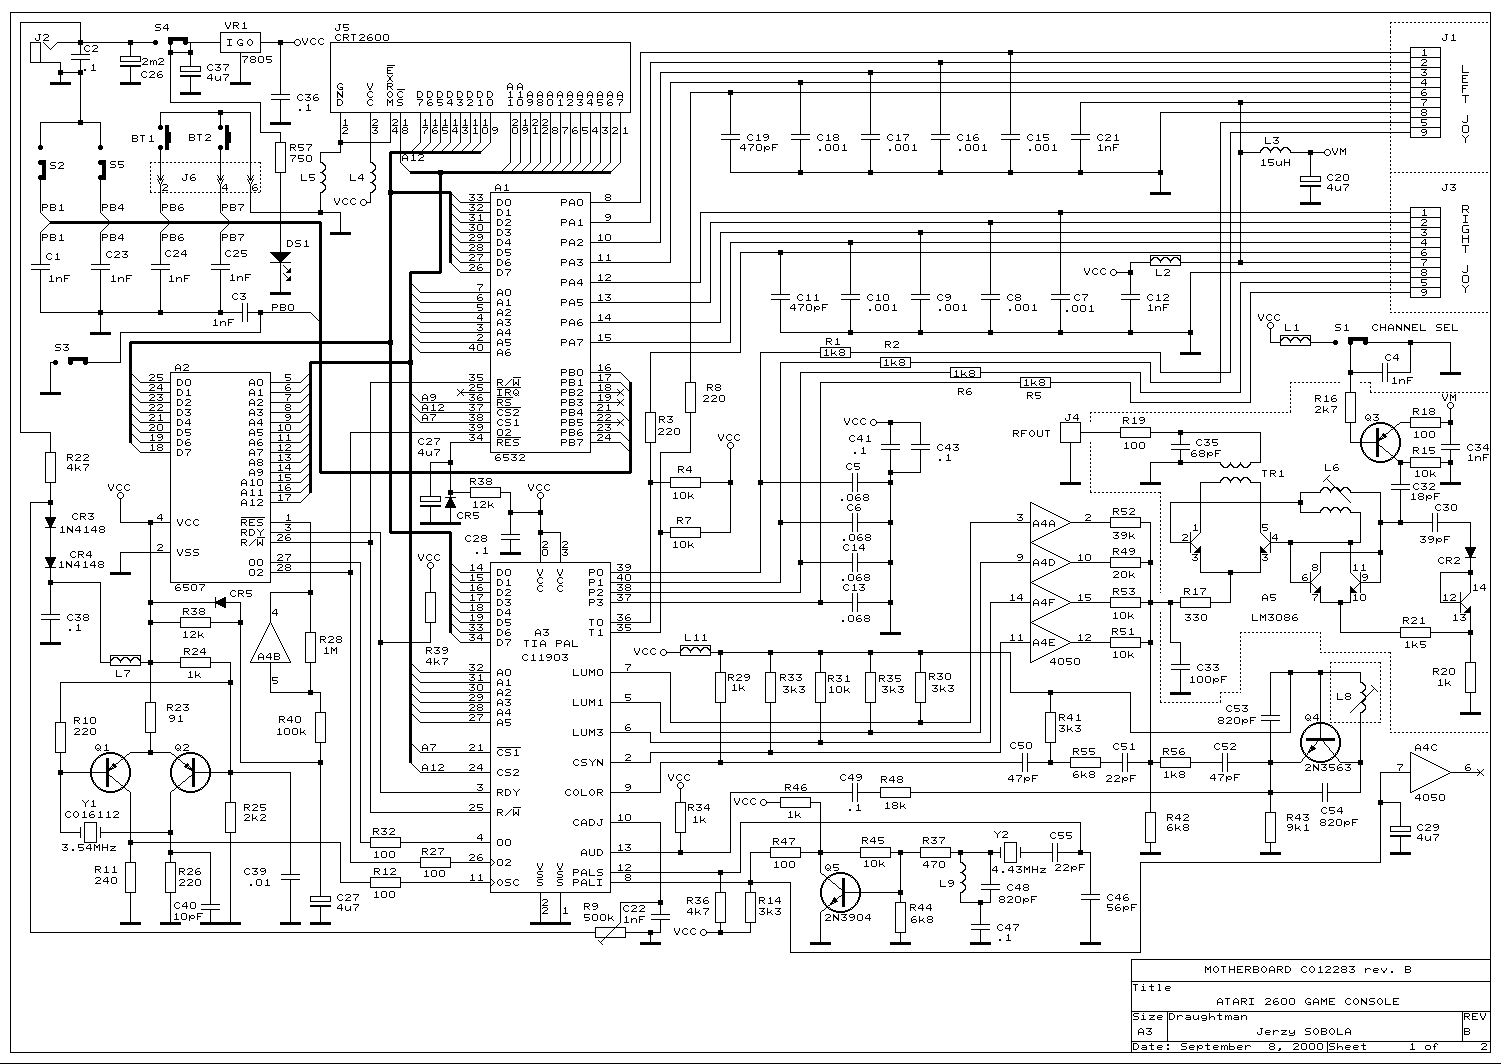 J2
C2
.1
S4
2m2
C26
C37
4u7
VR1
IGO
7805
VCC
C36
.1
J5
CRT2600
GND VCC EXROM CS D7 D6 D5 D4 D3 D2 D1 D0 A11 A10 A9 A8 A0 A1 A2 A3 A4 A5 A6 A7
A12
BT1
BT2
S2
S5
J6
2 4 6
R57
750
L5
L4
VCC
PB1 PB4 PB6 PB7
PB1 PB4 PB6 PB7
C1
1nF
C23
1nF
C24
1nF
C25
1nF
DS1
C3
1nF
PB0
S3
A1
33 D0
32 D1
31 D2
30 D3
29 D4
28 D5
27 D6
26 D7
7 A0
6 A1
5 A2
4 A3
3 A4
2 A5
40 A6
35 R/W
25 IRQ
36 RS
37 CS2
38 CS1
39 O2
34 RES
A9
A12
A7
PA0 8
PA1 9
PA2 10
PA3 11
PA4 12
PA5 13
PA6 14
PA7 15
PB0 16
PB1 17
PB2 18
PB3 19
PB4 21
PB5 22
PB6 23
PB7 24
6532
C19
470pF
C18
.001
C17
.001
C16
.001
C15
.001
C21
1nF
L3
15uH
VM
C20
4u7
J1
1
2
3
4
6
7
8
5
9
LEFT JOY
J3
1
2
3
4
6
7
8
5
9
RIGHT JOY
VCC
L2
C11
470pF
C10
.001
C9
.001
C8
.001
C7
.001
C12
1nF
R1
1k8
R2
1k8
R6
1k8
R5
1k8
VCC
L1
S1
CHANNEL SEL
C4
1nF
R16
2k7
Q3
VM
R18
100
R15
10k
C34
1nF
C32
18pF
C30
39pF
CR2
J4
RFOUT
R19
100
C35
68pF
TR1
L6
A2
25 D0
24 D1
23 D2
22 D3
21 D4
20 D5
19 D6
18 D7
4 VCC
2 VSS
A0 5
A1 6
A2 7
A3 8
A4 9
A5 10
A6 11
A7 12
A8 13
A9 14
A10 15
A11 16
A12 17
RES 1
RDY 3
R/W 26
O0 27
O2 28
6507
VCC
R22
4k7
CR3
1N4148
CR4
1N4148
C38
.1
C27
4u7
CR5
R38
12k
C28
.1
VCC
20
23
R3
220
R8
220
VCC
R4
10k
R7
10k
VCC
C41
.1
C43
.1
C5
.068
C6
.068
C14
.068
C13
.068
3 A4A 2
9 A4D 10
14 A4F 15
11 A4E 12
4050
R52
39k
R49
20k
R53
10k
R51
10k
R17
330
C33
100pF
1 2 3
5 4 3
8 6 7
11 9 10
A5
LM3086
14 12 13
R21
1k5
R20
1k
VCC
R39
4k7
A3
TIA PAL
C11903
VCC VCC
14 D0
15 D1
16 D2
17 D3
18 D4
32 D5
33 D6
34 D7
32 A0
31 A1
30 A2
29 A3
28 A4
27 A5
A7 21 CS1
A12 24 CS2
3 RDY
25 R/W
4 O0
26 O2
11 OSC
VSS VSS
22
1
P0 39
P1 40
P2 38
P3 37
T0 36
T1 35
LUM0 7
LUM1 5
LUM3 6
CSYN 2
COLOR 9
CADJ 10
AUD 13
PALS 12
PALI 8
CR5
R38
12k
R24
1k
L7
A4B
4
5
R28
1M
R40
100k
R10
220
R23
91
Q1
Q2
Y1
CO16112
3.54MHz
R11
240
R26
220
C40
10pF
R25
2k2
C39
.01
C27
4u7
R32
100
R27
100
R12
100
VCC
L11
R29
1k
R33
3k3
R31
10k
R35
3k3
R30
3k3
R41
3k3
C50
47pF
R55
6k8
C51
22pF
R56
1k8
C52
47pF
C53
820pF
Q4
2N3563
L8
C54
820pF
R43
9k1
R42
6k8
A4C
7 6
4050
C29
4u7
VCC
R34
1k
VCC
R46
1k
C49
.1
R48
18k
R47
100
R45
10k
R37
470
Y2
4.43MHz
C55
22pF
Q5
2N3904
L9
C48
820pF
C47
.1
R44
6k8
C46
56pF
R9
500k
C22
1nF
R36
4k7
R14
3k3
VCC
MOTHERBOARD CO12283 rev. B
Title
ATARI 2600 GAME CONSOLE
Size Draughtman REV
A3 Jerzy SOBOLA B
Date: September 8, 2000 Sheet 1 of 2